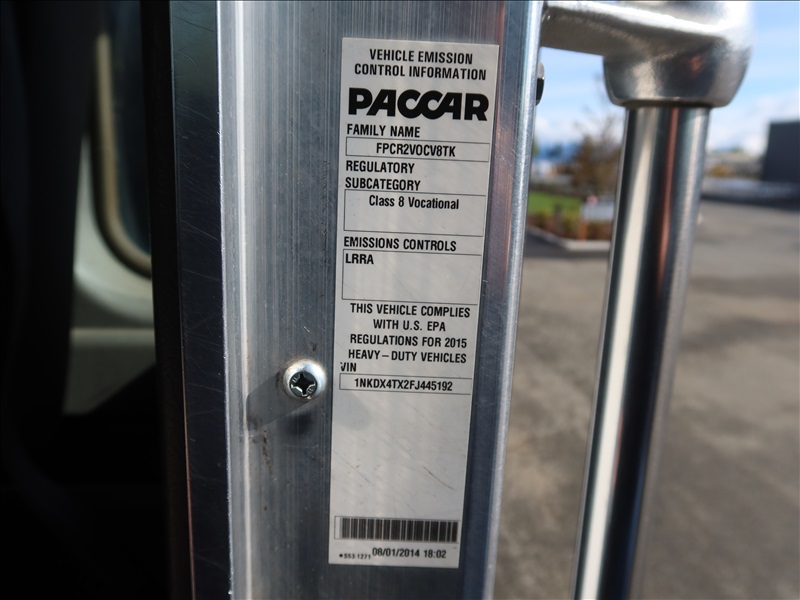 VEHICLE EMISSION
CONTROL INFORMATION
PACCAR
FAMILY NAME
FPCR2VOCV8TK
REGULATORY
SUBCATEGORY
Class 8 Vocational
EMISSIONS CONTROLS
LRRA
THIS VEHICLE COMPLIES
WITH U.S. EPA
REGULATIONS FOR 2015
HEAVY-DUTY VEHICLES
VIN
1NKDX4TX2FJ445192
08/01/2014 18:02